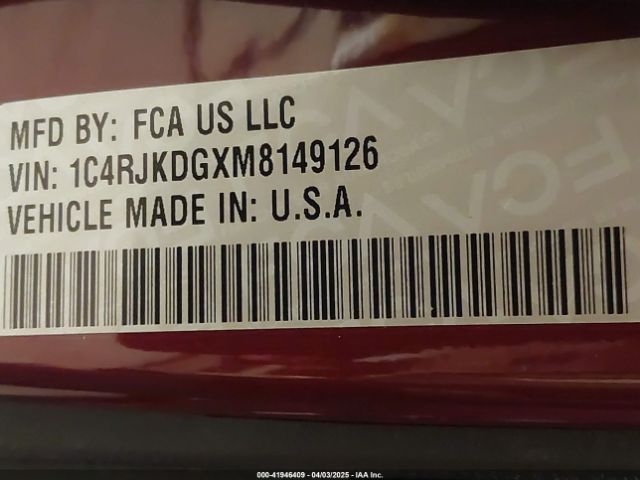 MFD BY: FCA US LLC
VIN: 1C4RJKDGXM8149126
VEHICLE MADE IN: U.S.A.
000-41946409 - 04/03/2025 - IAA Inc.